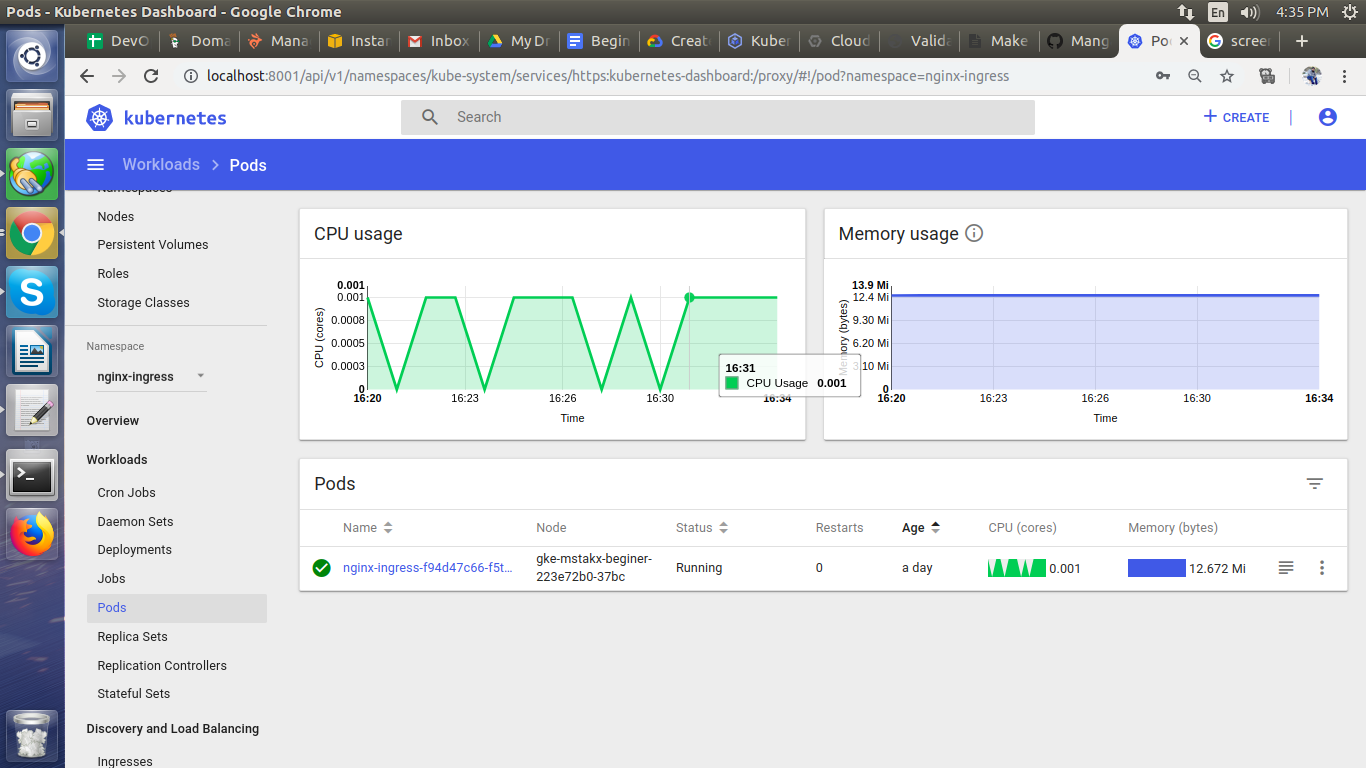 Pods - Kubernetes Dashboard - Google Chrome
En
4:35 PM
DevO
Doma
Mana
Instan
Inbox
My Dr
Begin
Creat
Kuber
Cloud
Valida
Make
Mang
Po
screen
localhost:8001/api/v1/namespaces/kube-system/services/https:kubernetes-dashboard:/proxy/#!/pod?namespace=nginx-ingress
kubernetes
Search
+ CREATE
Workloads > Pods
Namespaces
Nodes
Persistent Volumes
Roles
Storage Classes
Namespace
nginx-ingress
Overview
Workloads
Cron Jobs
Daemon Sets
Deployments
Jobs
Pods
Replica Sets
Replication Controllers
Stateful Sets
Discovery and Load Balancing
Ingresses
CPU usage
CPU (cores)
0.001
0.001
0.0008
0.0005
0.0003
0
16:20
16:23
16:26
16:30
16:34
Time
16:31
CPU Usage 0.001
Memory usage
Memory (bytes)
13.9 Mi
12.4 Mi
9.30 Mi
6.20 Mi
3.10 Mi
0
16:20
16:23
16:26
16:30
16:34
Time
Pods
Name Node Status Restarts Age CPU (cores) Memory (bytes)
nginx-ingress-f94d47c66-f5t... gke-mstakx-beginer-223e72b0-37bc Running 0 a day 0.001 12.672 Mi